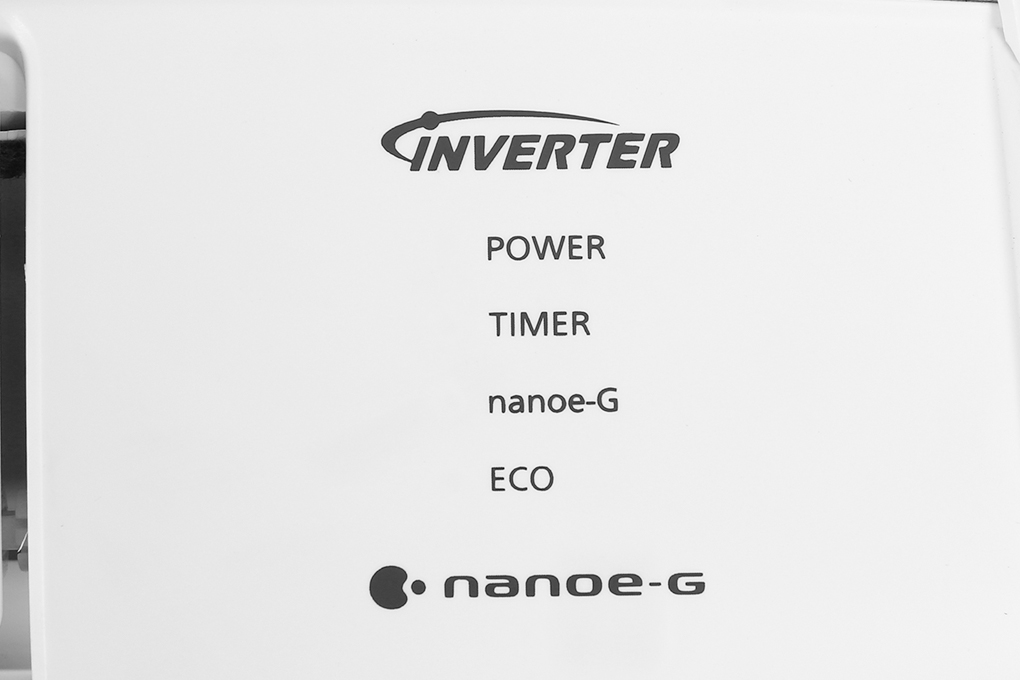 INVERTER
POWER
TIMER
nanoe-G
ECO
nanoe-G